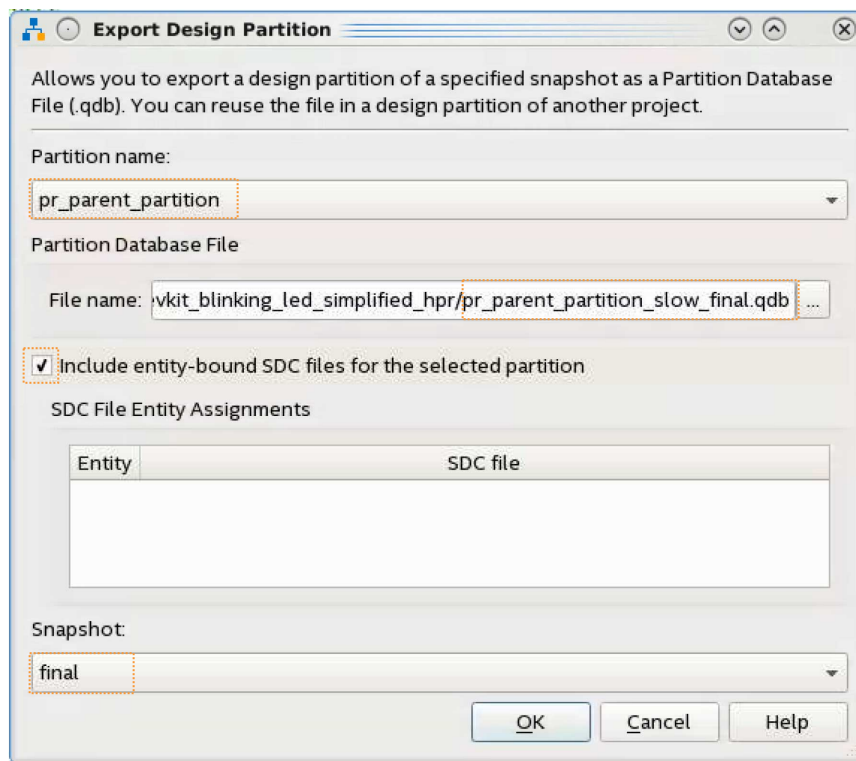 Export Design Partition
Allows you to export a design partition of a specified snapshot as a Partition Database
File (.qdb). You can reuse the file in a design partition of another project.
Partition name:
pr_parent_partition
Partition Database File
File name: vkit_blinking_led_simplified_hpr/pr_parent_partition_slow_final.qdb ...
Include entity-bound SDC files for the selected partition
SDC File Entity Assignments
Entity SDC file
Snapshot:
final
OK Cancel Help